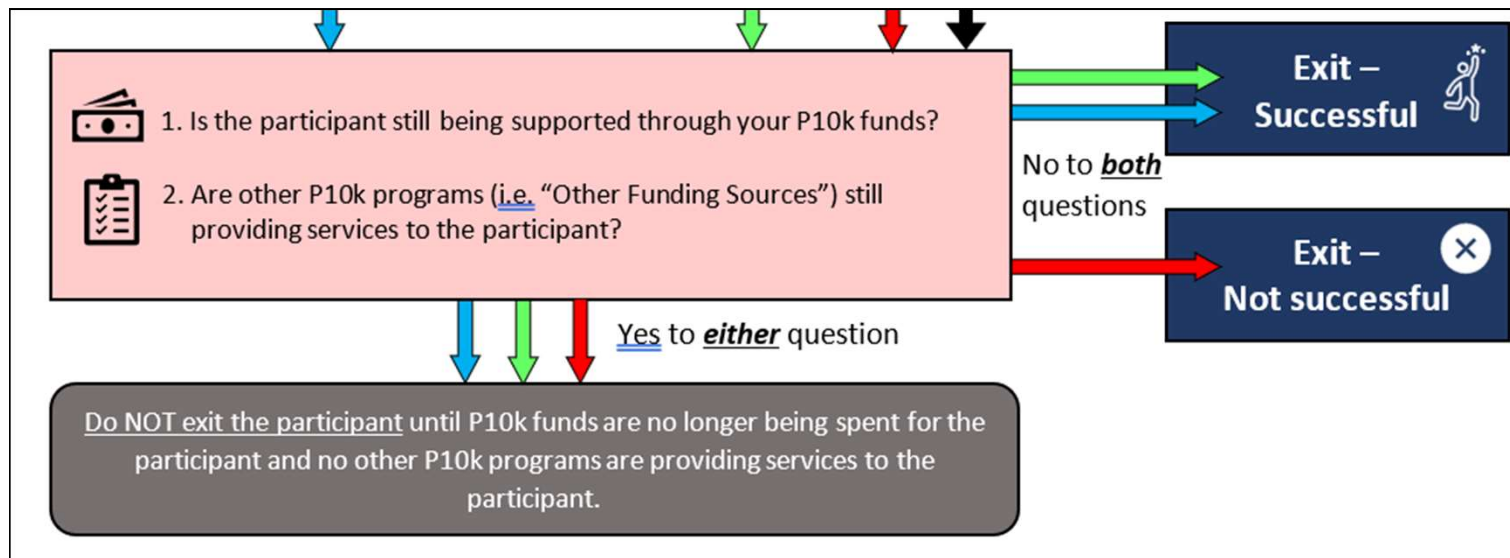 1. Is the participant still being supported through your P10k funds?
2. Are other P10k programs (i.e. “Other Funding Sources”) still
providing services to the participant?
Exit –
Successful
No to both
questions
Exit –
Not successful
Yes to either question
Do NOT exit the participant until P10k funds are no longer being spent for the
participant and no other P10k programs are providing services to the
participant.